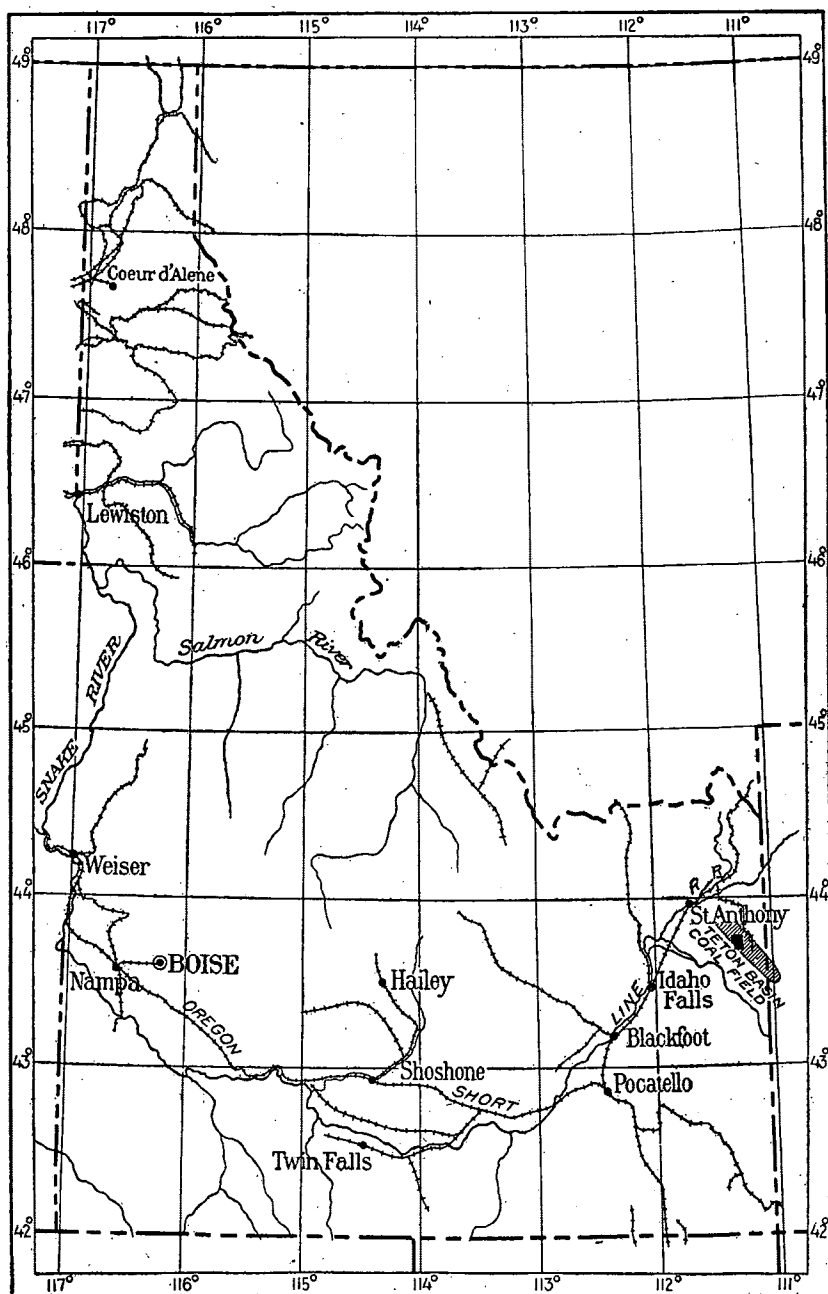 117° 116° 115° 114° 113° 112° 111°
49° 49°
48° 48°
Coeur d'Alene
47° 47°
Lewiston
46° 46°
Salmon River
SNAKE RIVER
45° 45°
Weiser
44° 44°
R R
St Anthony
TETON BASIN
COAL FIELD
BOISE
Nampa
Hailey
Idaho
Falls
OREGON SHORT LINE
Blackfoot
43° 43°
Shoshone
Pocatello
Twin Falls
42° 42°
117° 116° 115° 114° 113° 112° 111°